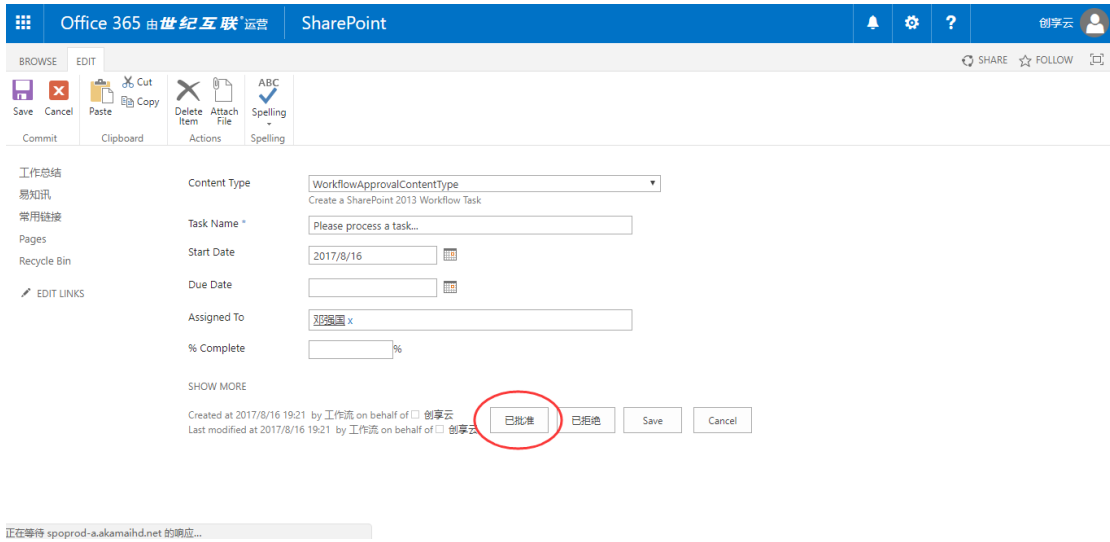 Office 365 由世纪互联运营 SharePoint ? 创享云
BROWSE EDIT SHARE FOLLOW
Save Cancel Paste Cut Copy Delete Item Attach File ABC Spelling
Commit Clipboard Actions Spelling
工作总结
易知讯
常用链接
Pages
Recycle Bin
EDIT LINKS
Content Type WorkflowApprovalContentType
Create a SharePoint 2013 Workflow Task
Task Name * Please process a task...
Start Date 2017/8/16
Due Date
Assigned To 邓强国 x
% Complete %
SHOW MORE
Created at 2017/8/16 19:21 by 工作流 on behalf of 创享云
Last modified at 2017/8/16 19:21 by 工作流 on behalf of 创享云
已批准 已拒绝 Save Cancel
正在等待 spoprod-a.akamaihd.net 的响应...